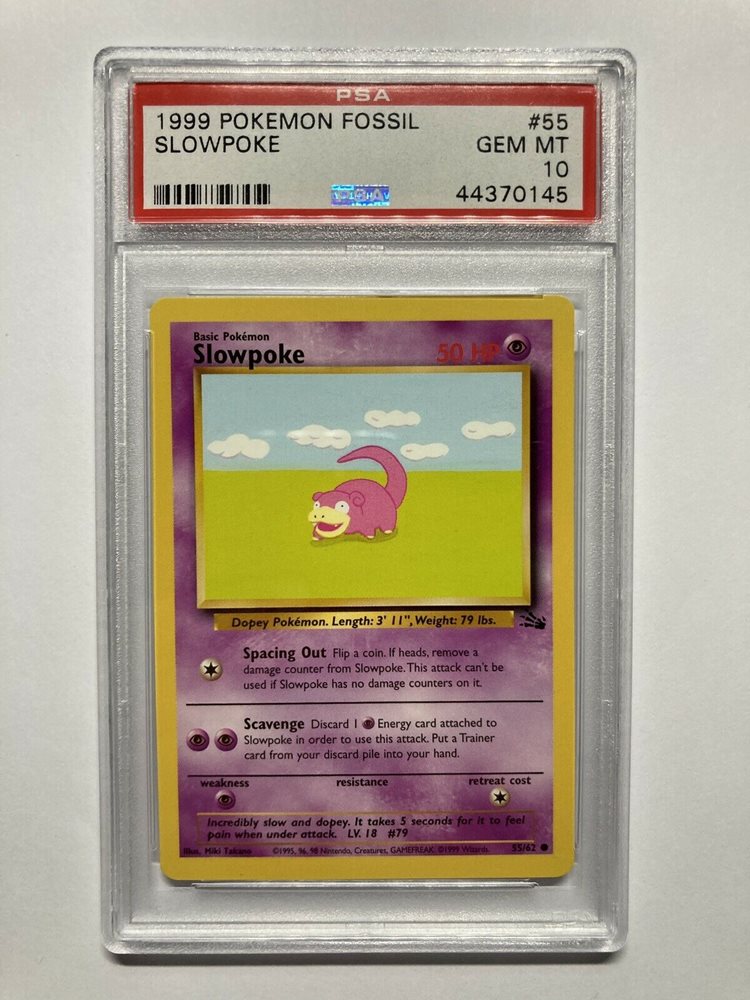 PSA
1999 POKEMON FOSSIL #55
SLOWPOKE GEM MT
10
44370145
Basic Pokémon
Slowpoke 50 HP
Dopey Pokémon. Length: 3' 11", Weight: 79 lbs.
Spacing Out Flip a coin. If heads, remove a
damage counter from Slowpoke. This attack can't be
used if Slowpoke has no damage counters on it.
Scavenge Discard 1 Energy card attached to
Slowpoke in order to use this attack. Put a Trainer
card from your discard pile into your hand.
weakness resistance retreat cost
Incredibly slow and dopey. It takes 5 seconds for it to feel
pain when under attack. LV. 18 #79
Illus. Miki Takano ©1995, 96, 98 Nintendo, Creatures, GAMEFREAK. ©1999 Wizards. 55/62